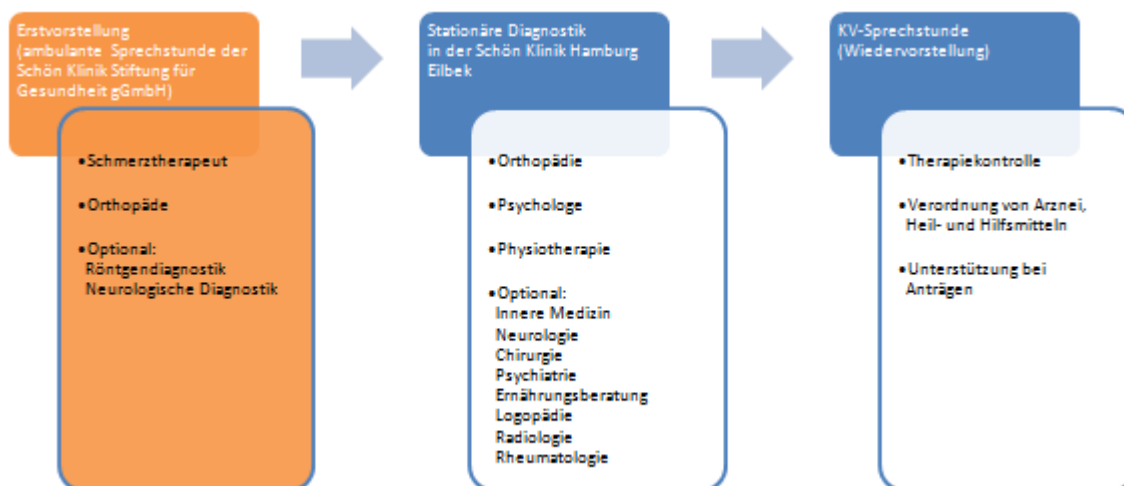 Erstvorstellung
(ambulante Sprechstunde der
Schön Klinik Stiftung für
Gesundheit gGmbH)
•Schmerztherapeut
•Orthopäde
•Optional:
Röntgendiagnostik
Neurologische Diagnostik
Stationäre Diagnostik
in der Schön Klinik Hamburg
Eilbek
•Orthopädie
•Psychologe
•Physiotherapie
•Optional:
Innere Medizin
Neurologie
Chirurgie
Psychiatrie
Ernährungsberatung
Logopädie
Radiologie
Rheumatologie
KV-Sprechstunde
(Wiedervorstellung)
•Therapiekontrolle
•Verordnung von Arznei,
Heil- und Hilfsmitteln
•Unterstützung bei
Anträgen